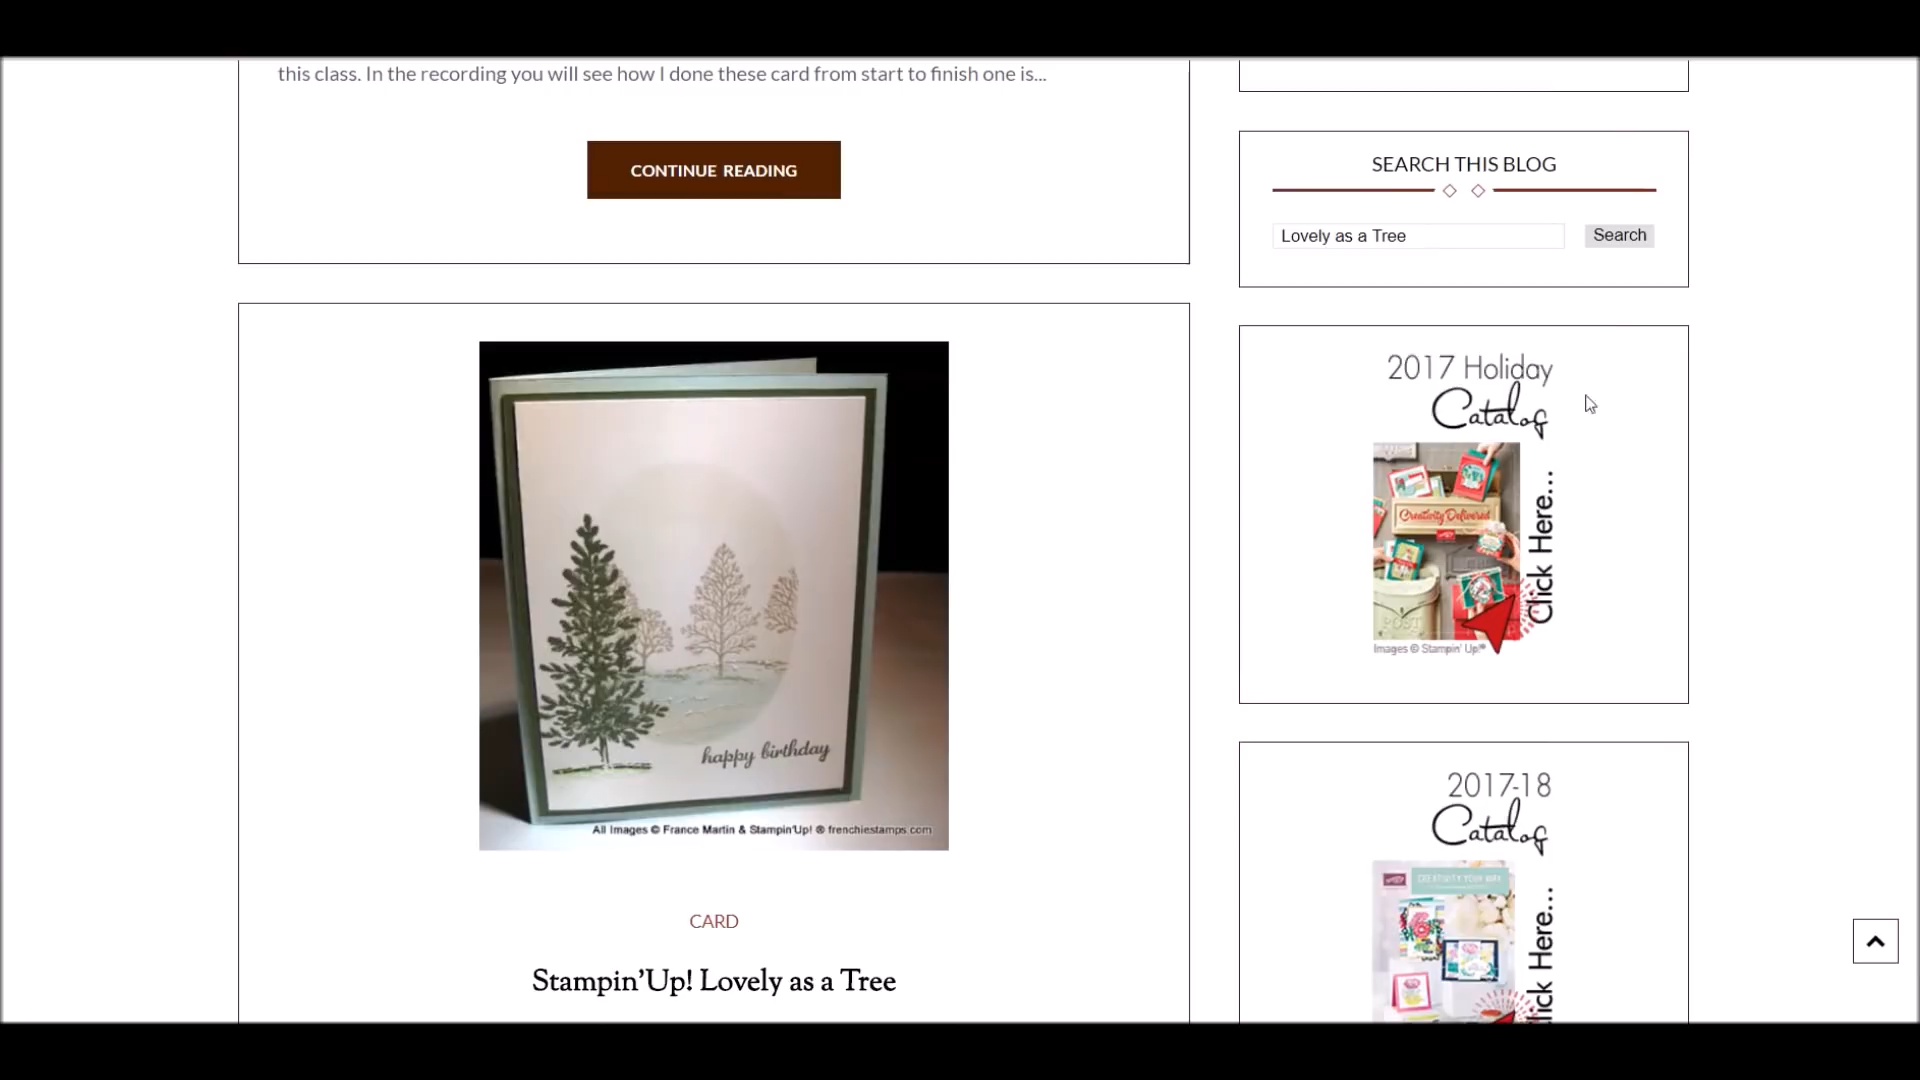 this class. In the recording you will see how I done these card from start to finish one is...
CONTINUE READING
happy birthday
All Images © France Martin & Stampin'Up! ® frenchiestamps.com
CARD
Stampin'Up! Lovely as a Tree
SEARCH THIS BLOG
Lovely as a Tree
Search
2017 Holiday
Catalog
Creativity Delivered
POST
Click Here...
Images © Stampin' Up!®
2017-18
Catalog
CREATIVITY YOUR WAY
Click Here...